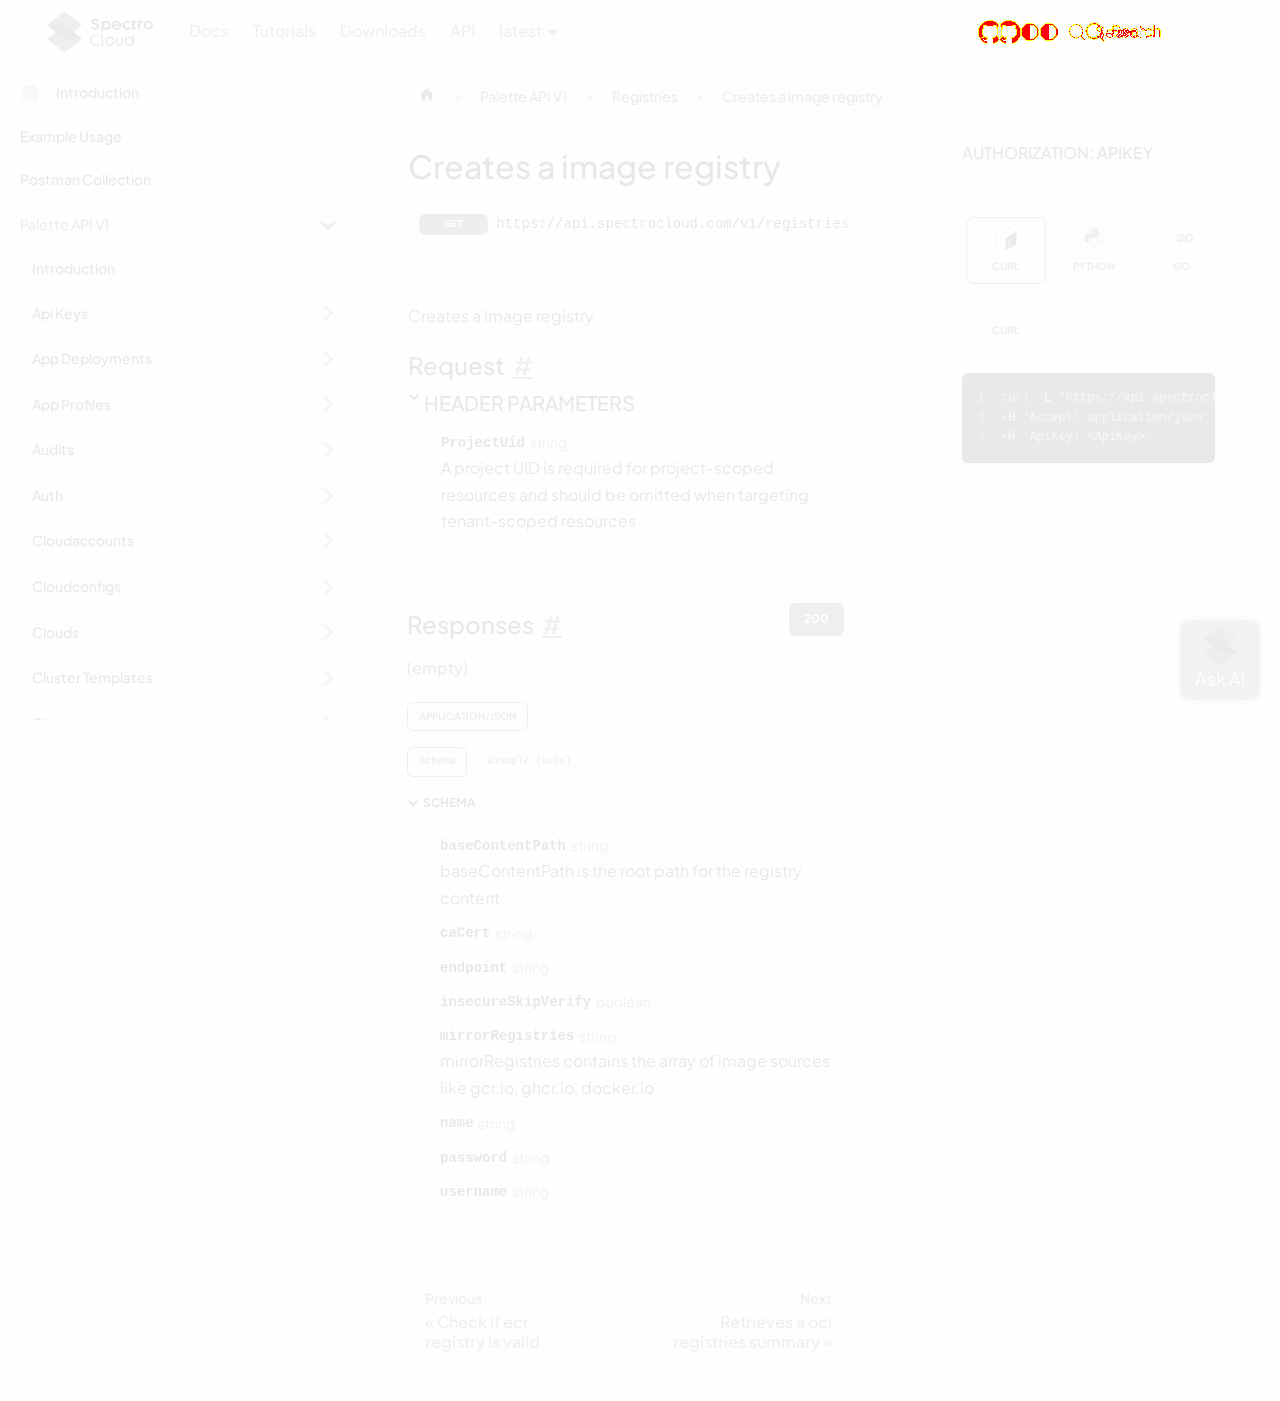 Spectro
Cloud
Docs
Tutorials
Downloads
API
latest
Search
Introduction
Example Usage
Postman Collection
Palette API V1
Introduction
Api Keys
App Deployments
App Profiles
Audits
Auth
Cloudaccounts
Cloudconfigs
Clouds
Cluster Templates
Palette API V1
Registries
Creates a image registry
Creates a image registry
GET
https://api.spectrocloud.com/v1/registries
Creates a image registry
Request #
HEADER PARAMETERS
ProjectUid string
A project UID is required for project-scoped
resources and should be omitted when targeting
tenant-scoped resources
Responses #
200
(empty)
APPLICATION/JSON
Schema
Example (auto)
SCHEMA
baseContentPath string
baseContentPath is the root path for the registry
content
caCert string
endpoint string
insecureSkipVerify boolean
mirrorRegistries string
mirrorRegistries contains the array of image sources
like gcr.io, ghcr.io, docker.io
name string
password string
username string
Previous
« Check if ecr
registry is valid
Next
Retrieves a oci
registries summary »
AUTHORIZATION: APIKEY
CURL
PYTHON
GO
GO
CURL
1 curl -L 'https://api.spectrocl
2 -H 'Accept: application/json'
3 -H 'ApiKey: <ApiKey>'
Ask AI